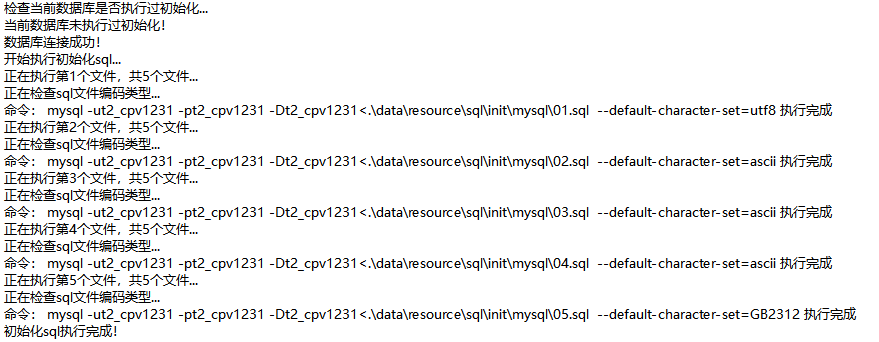 检查当前数据库是否执行过初始化...
当前数据库未执行过初始化!
数据库连接成功!
开始执行初始化sql...
正在执行第1个文件，共5个文件...
正在检查sql文件编码类型...
命令： mysql -ut2_cpv1231 -pt2_cpv1231 -Dt2_cpv1231<.\data\resource\sql\init\mysql\01.sql  --default-character-set=utf8 执行完成
正在执行第2个文件，共5个文件...
正在检查sql文件编码类型...
命令： mysql -ut2_cpv1231 -pt2_cpv1231 -Dt2_cpv1231<.\data\resource\sql\init\mysql\02.sql  --default-character-set=ascii 执行完成
正在执行第3个文件，共5个文件...
正在检查sql文件编码类型...
命令： mysql -ut2_cpv1231 -pt2_cpv1231 -Dt2_cpv1231<.\data\resource\sql\init\mysql\03.sql  --default-character-set=ascii 执行完成
正在执行第4个文件，共5个文件...
正在检查sql文件编码类型...
命令： mysql -ut2_cpv1231 -pt2_cpv1231 -Dt2_cpv1231<.\data\resource\sql\init\mysql\04.sql  --default-character-set=ascii 执行完成
正在执行第5个文件，共5个文件...
正在检查sql文件编码类型...
命令： mysql -ut2_cpv1231 -pt2_cpv1231 -Dt2_cpv1231<.\data\resource\sql\init\mysql\05.sql  --default-character-set=GB2312 执行完成
初始化sql执行完成!